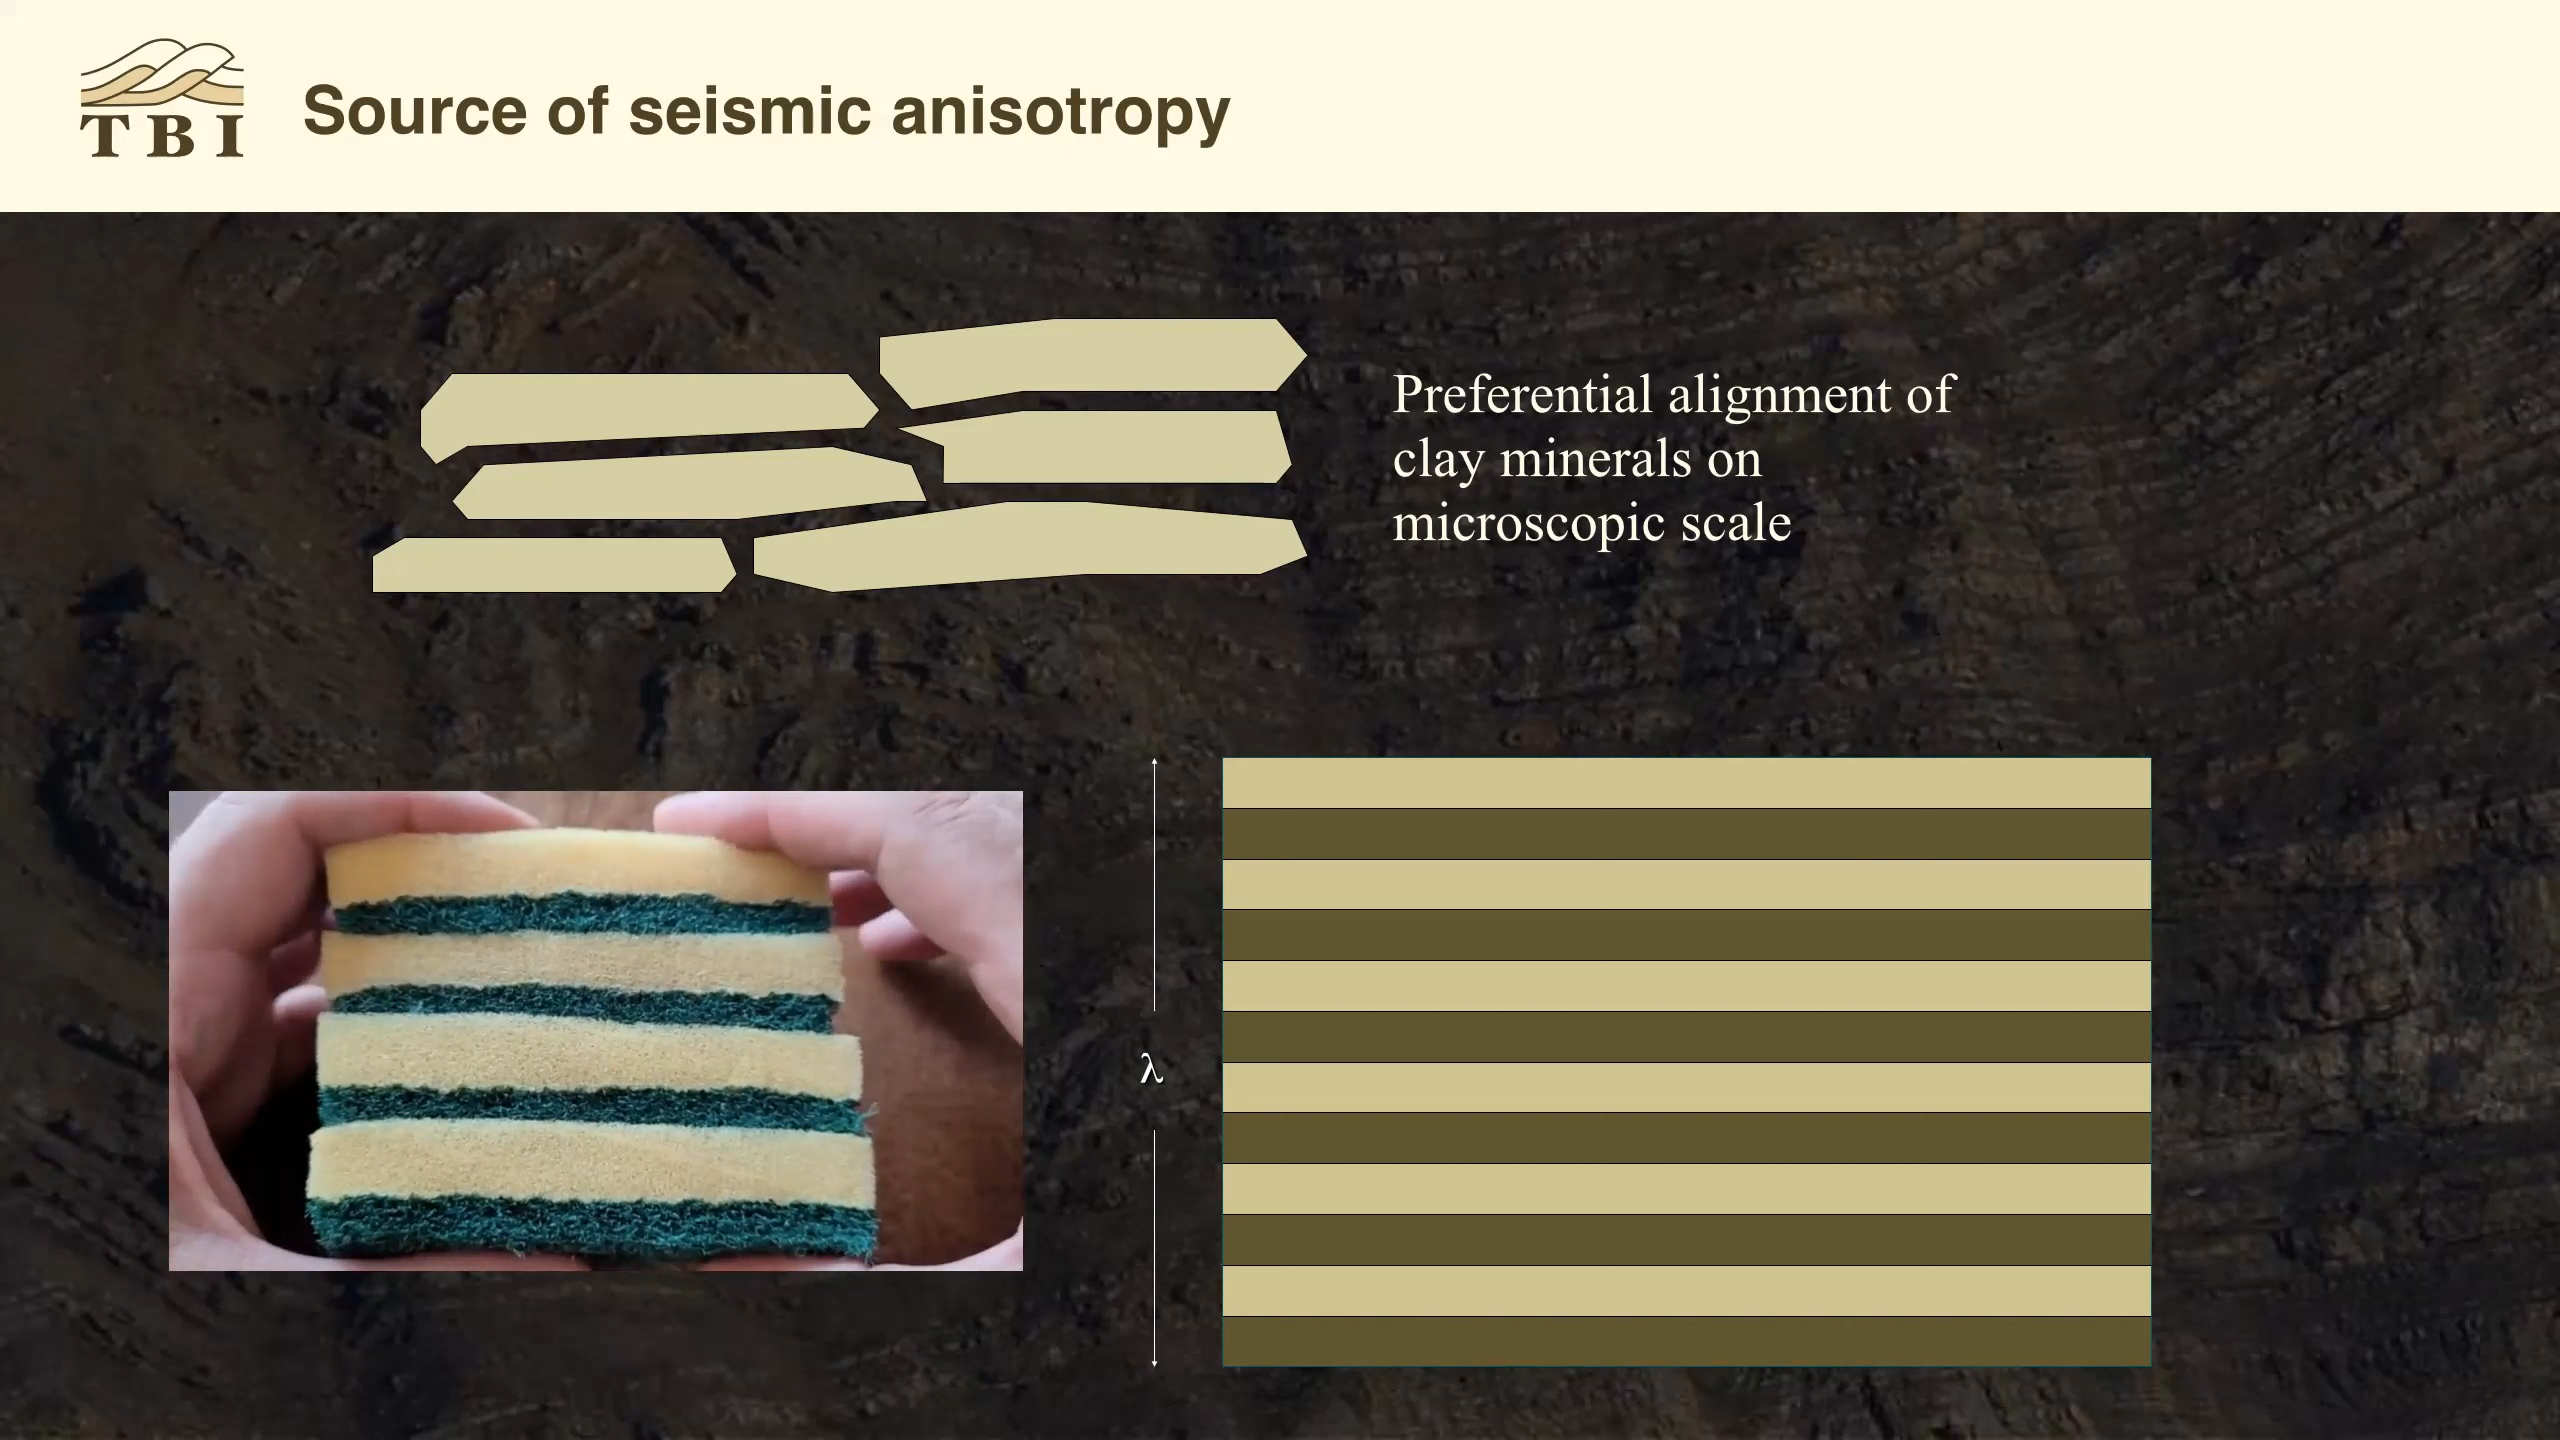 TBI
Source of seismic anisotropy
Preferential alignment of
clay minerals on
microscopic scale
λ